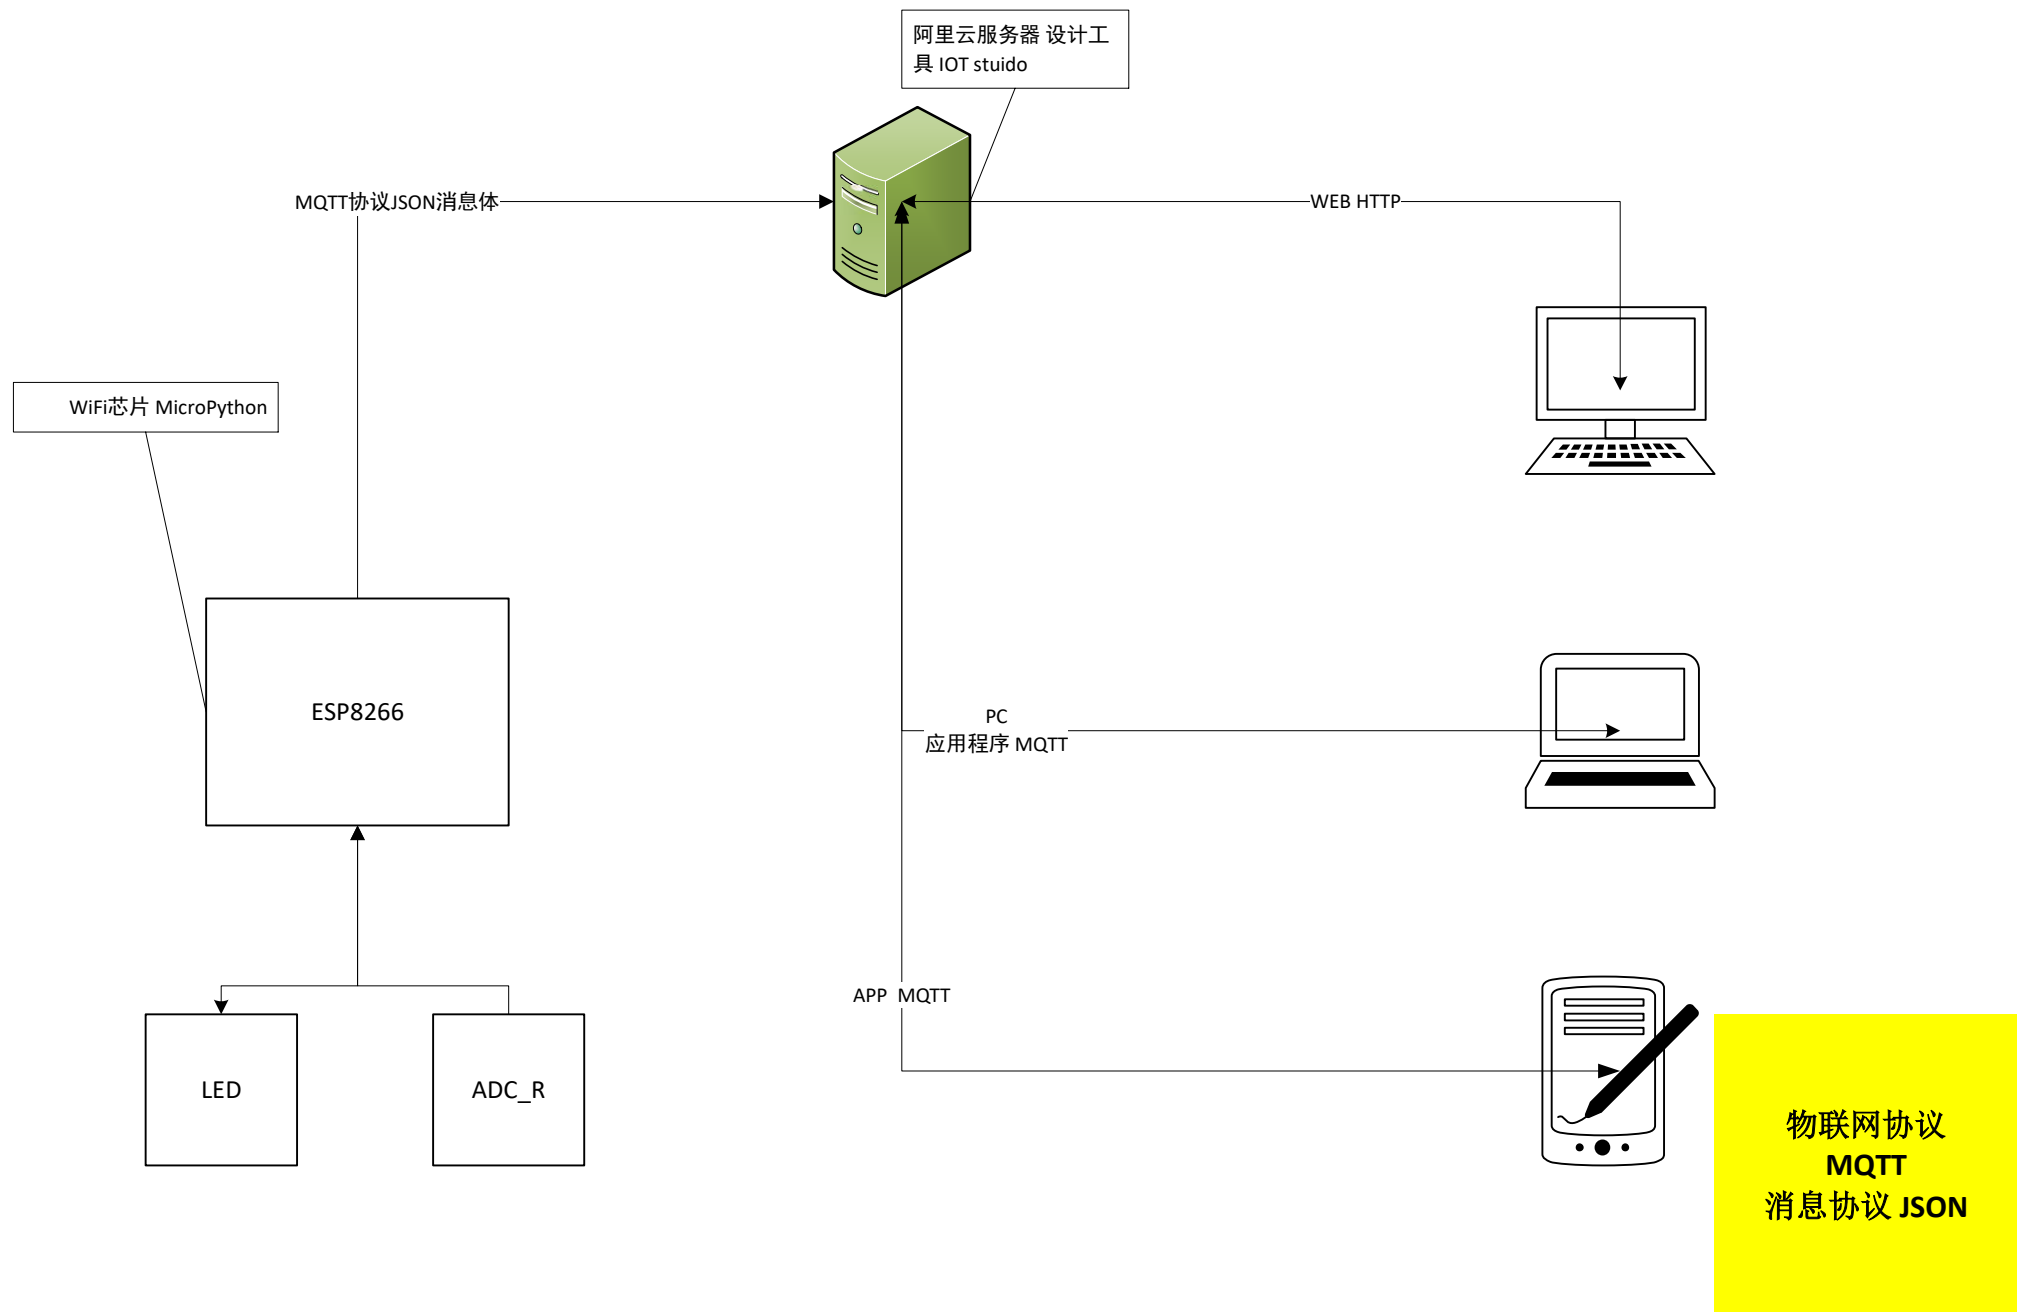 阿里云服务器 设计工
具 IOT stuido
MQTT协议JSON消息体
WEB HTTP
WiFi芯片 MicroPython
ESP8266
PC
应用程序 MQTT
APP  MQTT
LED
ADC_R
物联网协议
MQTT
消息协议 JSON